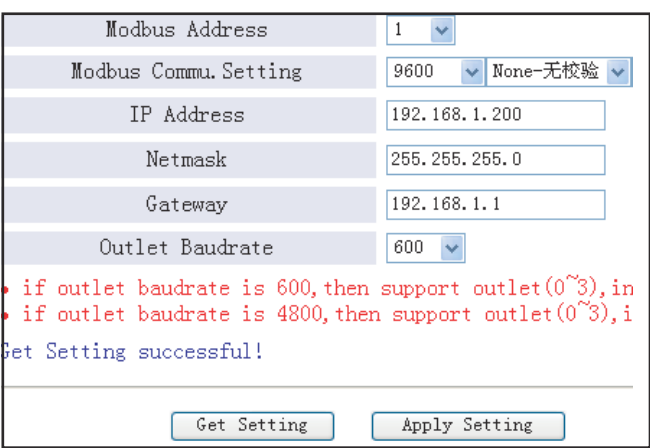 Modbus Address 1
Modbus Commu.Setting 9600 None-无校验
IP Address 192.168.1.200
Netmask 255.255.255.0
Gateway 192.168.1.1
Outlet Baudrate 600
• if outlet baudrate is 600,then support outlet(0~3),in
• if outlet baudrate is 4800,then support outlet(0~3),i
Get Setting successful!
Get Setting Apply Setting